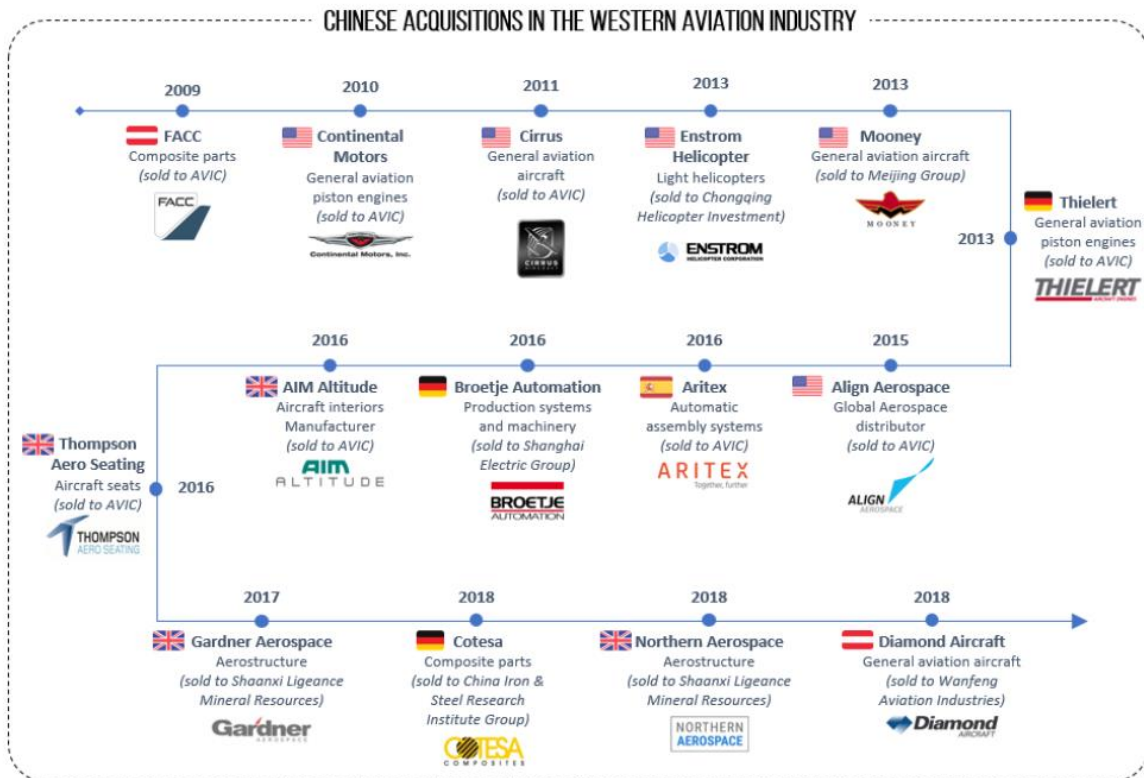 CHINESE ACQUISITIONS IN THE WESTERN AVIATION INDUSTRY
2009
FACC
Composite parts
(sold to AVIC)
FACC
2010
Continental
Motors
General aviation
piston engines
(sold to AVIC)
Continental Motors, Inc.
2011
Cirrus
General aviation
aircraft
(sold to AVIC)
CIRRUS
AIRCRAFT
2013
Enstrom
Helicopter
Light helicopters
(sold to Chongqing
Helicopter Investment)
ENSTROM
HELICOPTER CORPORATION
2013
Mooney
General aviation aircraft
(sold to Meijing Group)
MOONEY
2013
Thielert
General aviation
piston engines
(sold to AVIC)
THIELERT
AIRCRAFT ENGINES
2016
AIM Altitude
Aircraft interiors
Manufacturer
(sold to AVIC)
AIM
ALTITUDE
2016
Broetje Automation
Production systems
and machinery
(sold to Shanghai
Electric Group)
BROETJE
AUTOMATION
2016
Aritex
Automatic
assembly systems
(sold to AVIC)
ARITEX
Together, further
2015
Align Aerospace
Global Aerospace
distributor
(sold to AVIC)
ALIGN
AEROSPACE
Thompson
Aero Seating
Aircraft seats
(sold to AVIC)
2016
THOMPSON
AERO SEATING
2017
Gardner Aerospace
Aerostructure
(sold to Shaanxi Ligeance
Mineral Resources)
Gardner
AEROSPACE
2018
Cotesa
Composite parts
(sold to China Iron &
Steel Research
Institute Group)
COTESA
COMPOSITES
2018
Northern Aerospace
Aerostructure
(sold to Shaanxi Ligeance
Mineral Resources)
NORTHERN
AEROSPACE
2018
Diamond Aircraft
General aviation aircraft
(sold to Wanfeng
Aviation Industries)
Diamond
AIRCRAFT